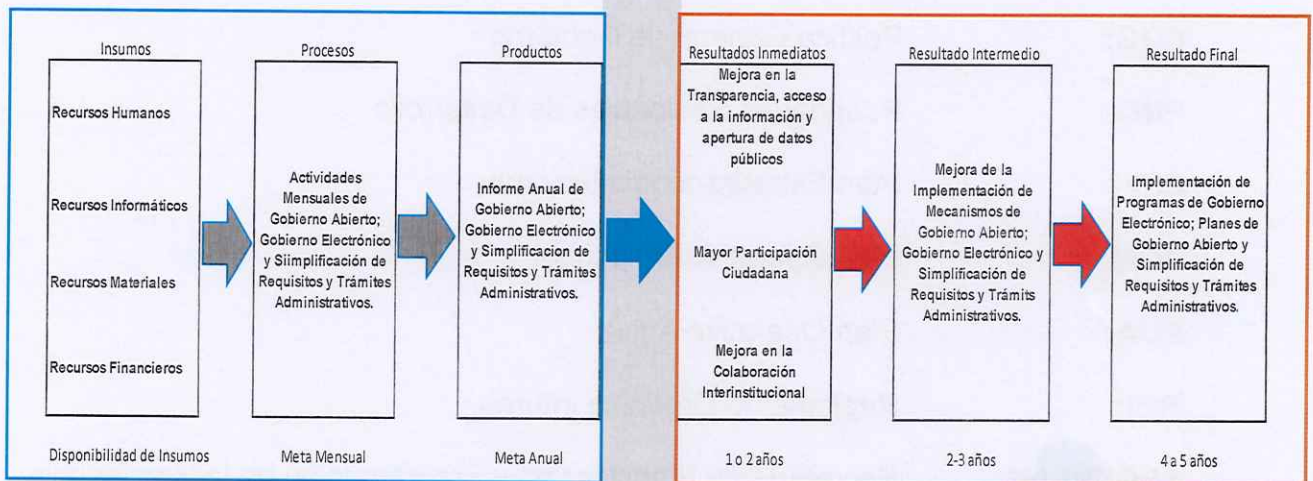 Insumos
Recursos Humanos
Recursos Informáticos
Recursos Materiales
Recursos Financieros
Disponibilidad de Insumos
Procesos
Actividades
Mensuales de
Gobierno Abierto;
Gobierno Electrónico
y Siimplificación de
Requisitos y Trámites
Administrativos.
Meta Mensual
Productos
Informe Anual de
Gobierno Abierto;
Gobierno Electrónico
y Simplificacion de
Requisitos y Trámites
Administrativos.
Meta Anual
Resultados Inmediatos
Mejora en la
Transparencia, acceso
a la información y
apertura de datos
públicos
Mayor Participación
Ciudadana
Mejora en la
Colaboración
Interinstitucional
1 o 2 años
Resultado Intermedio
Mejora de la
Implementación de
Mecanismos de
Gobierno Abierto;
Gobierno Electrónico y
Simplificación de
Requisitos y Trámits
Administrativos.
2-3 años
Resultado Final
Implementación de
Programas de Gobierno
Electrónico; Planes de
Gobierno Abierto y
Simplificación de
Requisitos y Trámites
Administrativos.
4 a 5 años